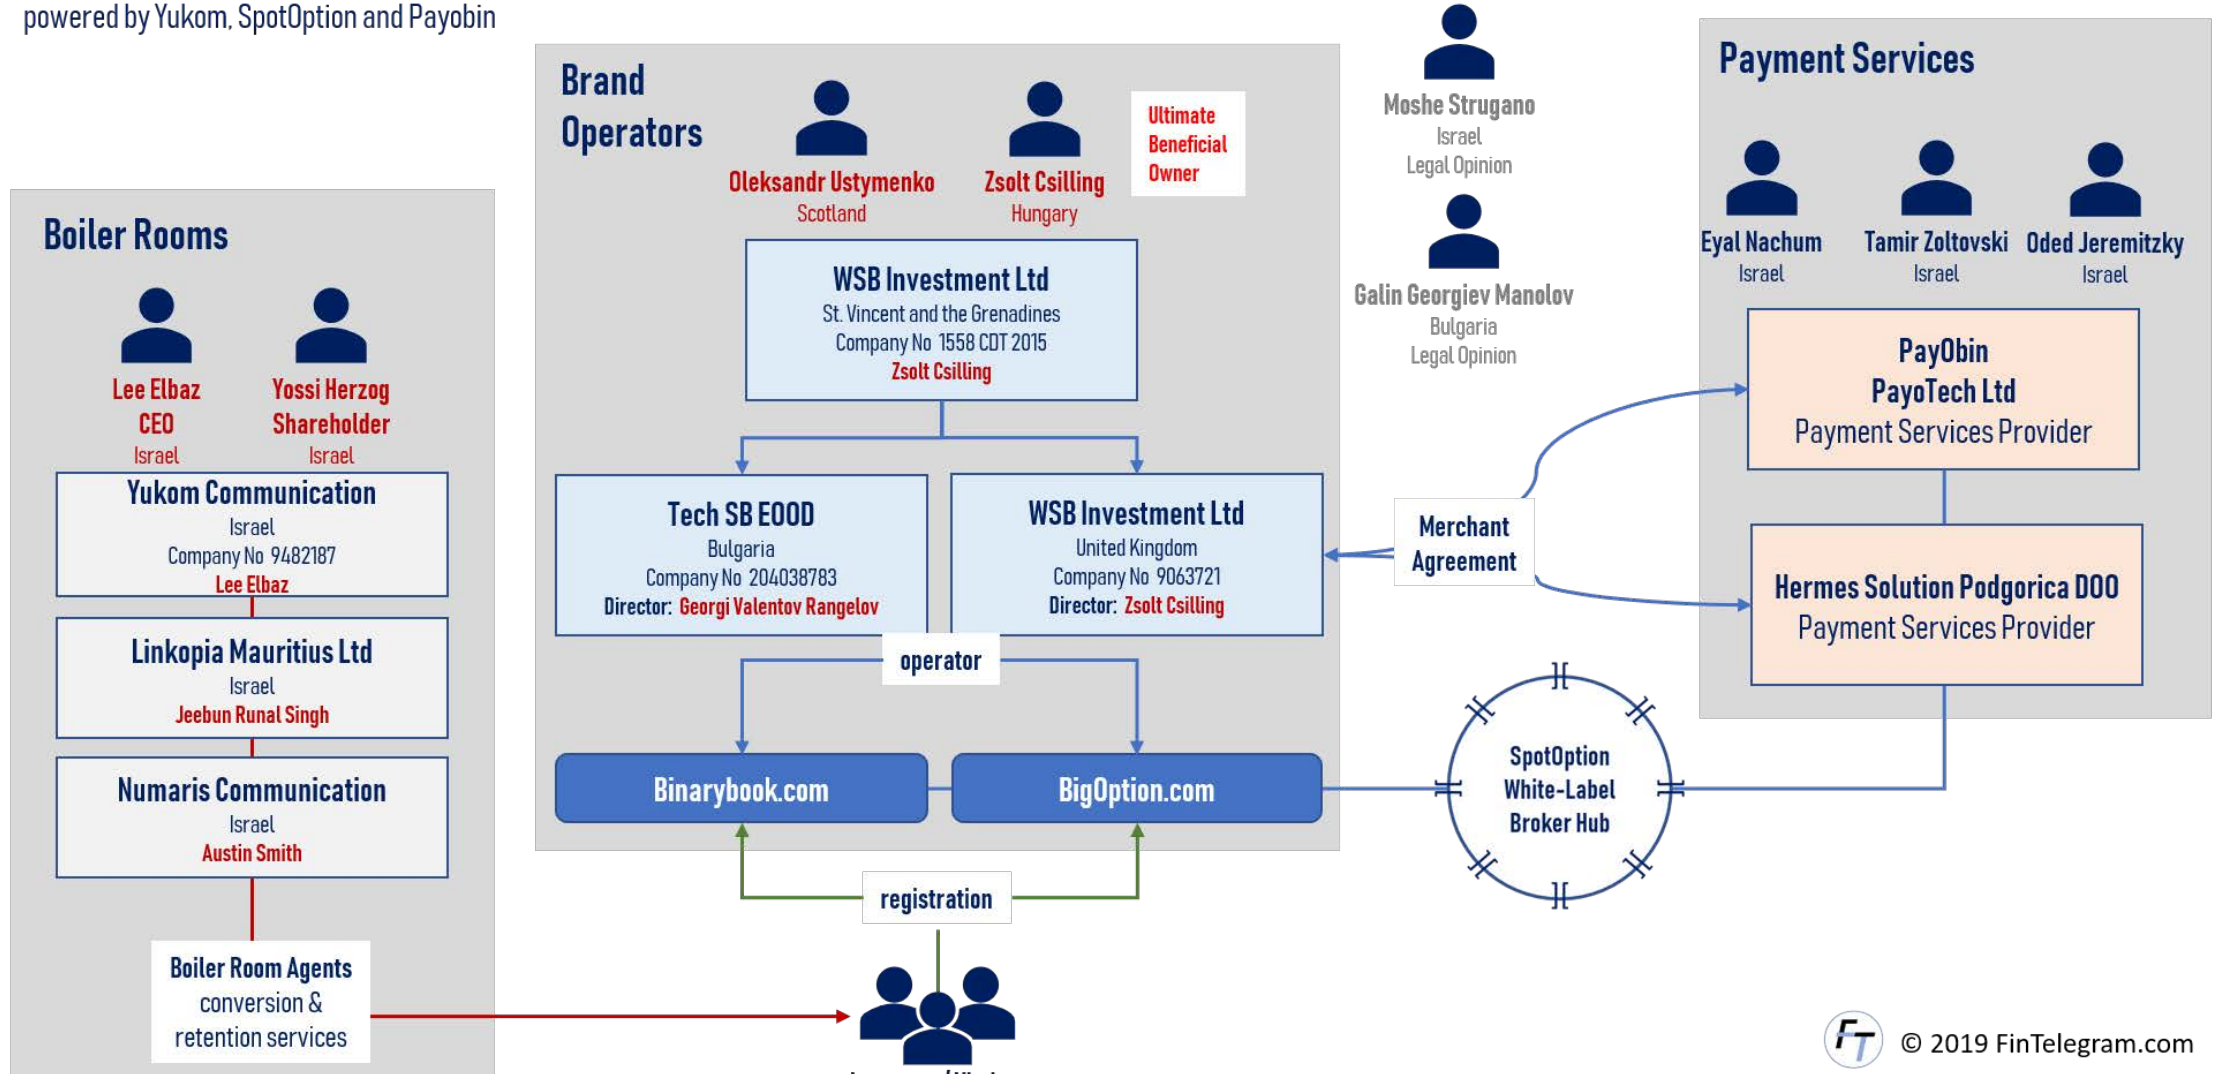 powered by Yukom, SpotOption and Payobin
Boiler Rooms
Lee Elbaz
CEO
Israel
Yossi Herzog
Shareholder
Israel
Yukom Communication
Israel
Company No 9482187
Lee Elbaz
Linkopia Mauritius Ltd
Israel
Jeebun Runal Singh
Numaris Communication
Israel
Austin Smith
Boiler Room Agents
conversion &
retention services
Brand
Operators
Oleksandr Ustymenko
Scotland
Zsolt Csilling
Hungary
Ultimate
Beneficial
Owner
WSB Investment Ltd
St. Vincent and the Grenadines
Company No 1558 CDT 2015
Zsolt Csilling
Tech SB EOOD
Bulgaria
Company No 204038783
Director: Georgi Valentov Rangelov
WSB Investment Ltd
United Kingdom
Company No 9063721
Director: Zsolt Csilling
operator
Binarybook.com
BigOption.com
registration
Moshe Strugano
Israel
Legal Opinion
Galin Georgiev Manolov
Bulgaria
Legal Opinion
Merchant
Agreement
SpotOption
White-Label
Broker Hub
Payment Services
Eyal Nachum
Israel
Tamir Zoltovski
Israel
Oded Jeremitzky
Israel
PayObin
PayoTech Ltd
Payment Services Provider
Hermes Solution Podgorica DOO
Payment Services Provider
FT
© 2019 FinTelegram.com